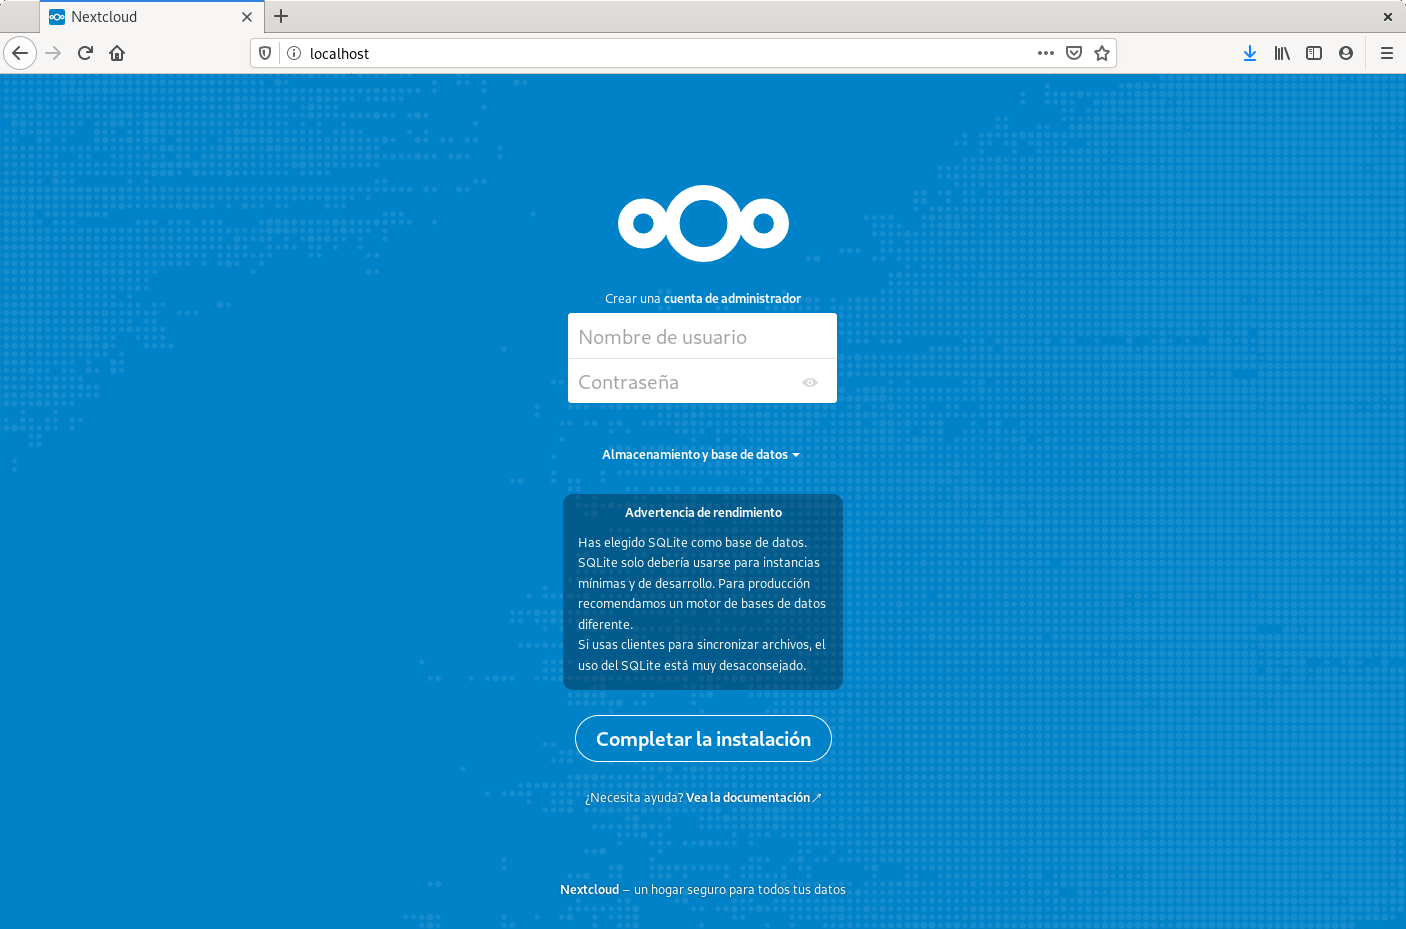 Nextcloud
localhost
Crear una cuenta de administrador
Nombre de usuario
Contraseña
Almacenamiento y base de datos
Advertencia de rendimiento
Has elegido SQLite como base de datos.
SQLite solo debería usarse para instancias
mínimas y de desarrollo. Para producción
recomendamos un motor de bases de datos
diferente.
Si usas clientes para sincronizar archivos, el
uso del SQLite está muy desaconsejado.
Completar la instalación
¿Necesita ayuda? Vea la documentación ↗
Nextcloud – un hogar seguro para todos tus datos